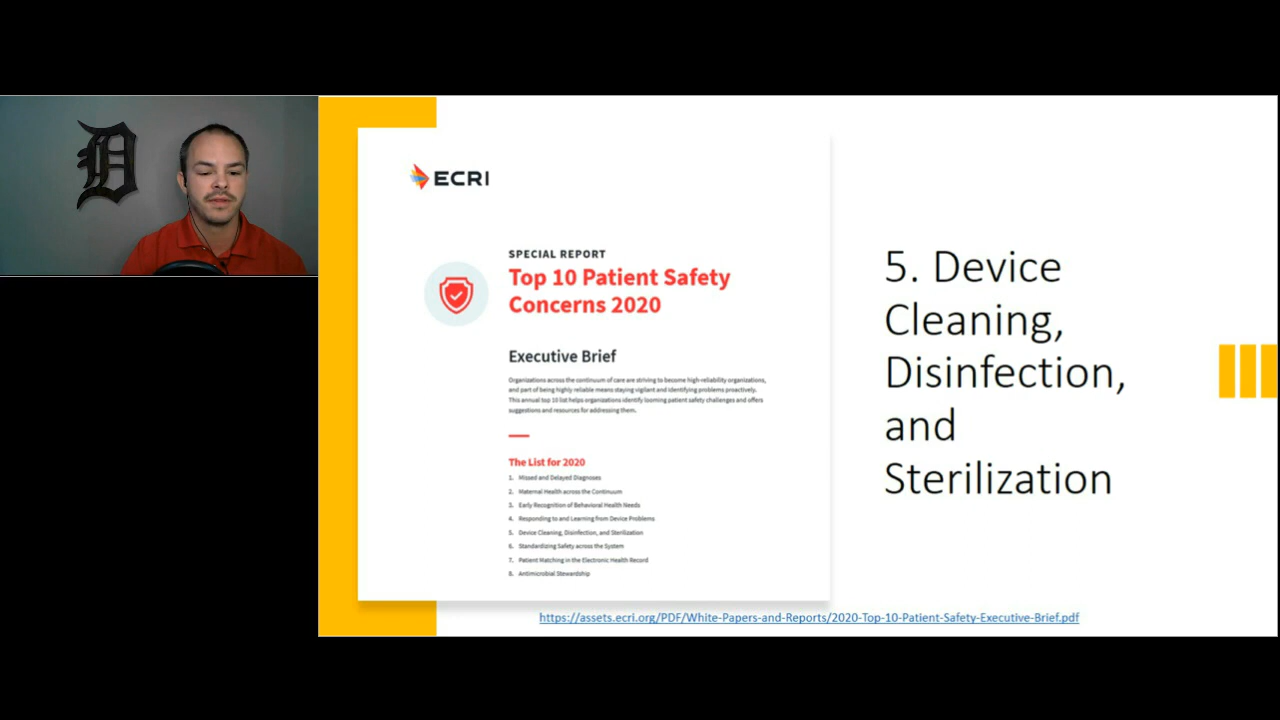 D
ECRI
SPECIAL REPORT
Top 10 Patient Safety
Concerns 2020
Executive Brief
Organizations across the continuum of care are striving to become high-reliability organizations,
and part of being highly reliable means staying vigilant and identifying problems proactively.
This annual top 10 list helps organizations identify looming patient safety challenges and offers
suggestions and resources for addressing them.
The List for 2020
1. Missed and Delayed Diagnoses
2. Maternal Health across the Continuum
3. Early Recognition of Behavioral Health Needs
4. Responding to and Learning from Device Problems
5. Device Cleaning, Disinfection, and Sterilization
6. Standardizing Safety across the System
7. Patient Matching in the Electronic Health Record
8. Antimicrobial Stewardship
5. Device
Cleaning,
Disinfection,
and
Sterilization
https://assets.ecri.org/PDF/White-Papers-and-Reports/2020-Top-10-Patient-Safety-Executive-Brief.pdf